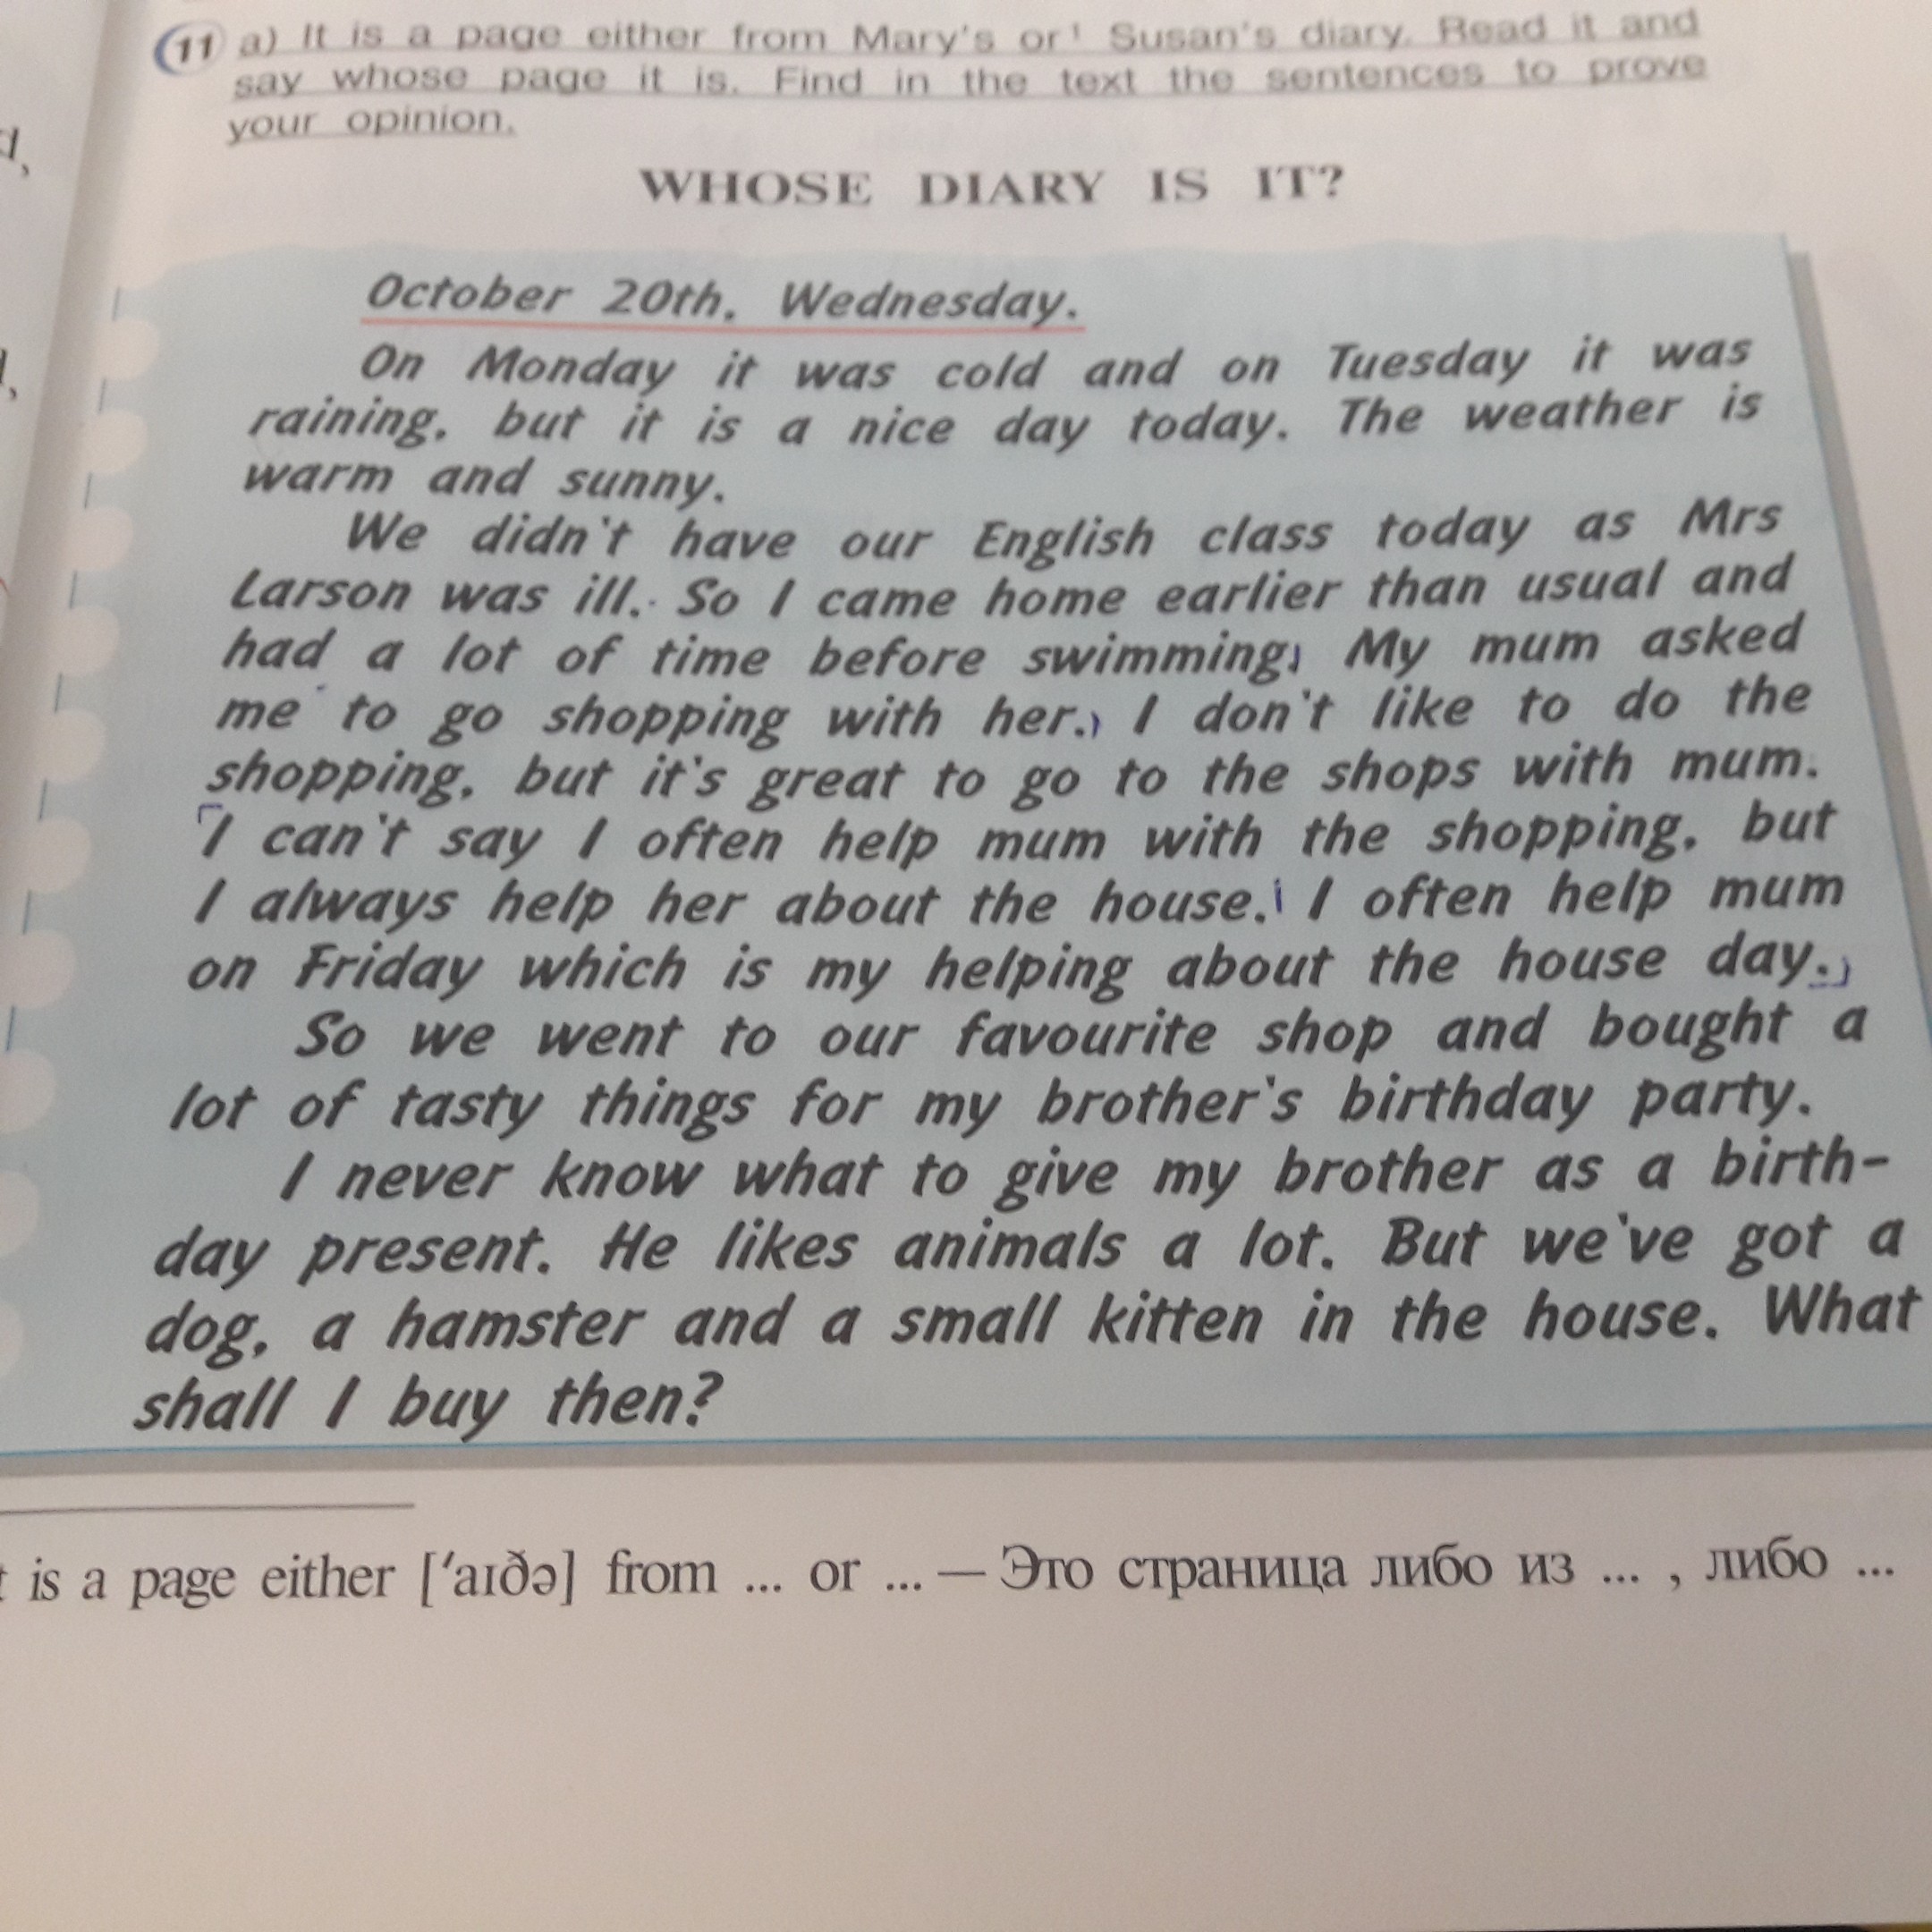 11 a) It is a page either from Mary's or¹ Susan's diary. Read it and
say whose page it is. Find in the text the sentences to prove
your opinion.
WHOSE DIARY IS IT?
October 20th, Wednesday.
On Monday it was cold and on Tuesday it was
raining, but it is a nice day today. The weather is
warm and sunny.
We didn't have our English class today as Mrs
Larson was ill. So I came home earlier than usual and
had a lot of time before swimming. My mum asked
me to go shopping with her. I don't like to do the
shopping, but it's great to go to the shops with mum.
I can't say I often help mum with the shopping, but
I always help her about the house. I often help mum
on Friday which is my helping about the house day.
So we went to our favourite shop and bought a
lot of tasty things for my brother's birthday party.
I never know what to give my brother as a birth-
day present. He likes animals a lot. But we've got a
dog, a hamster and a small kitten in the house. What
shall I buy then?
is a page either ['aɪðə] from ... or ... — Это страница либо из ... , либо ...